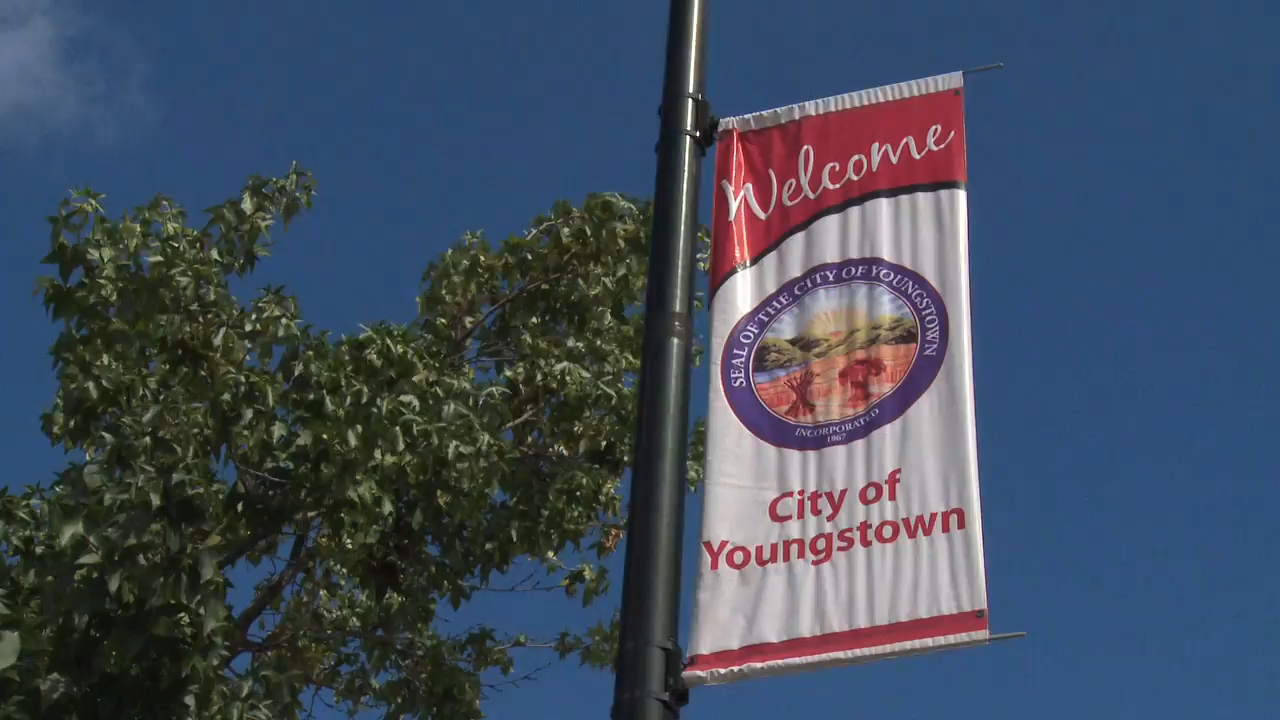 Welcome
SEAL OF THE CITY OF YOUNGSTOWN
INCORPORATED
1867
City of
Youngstown